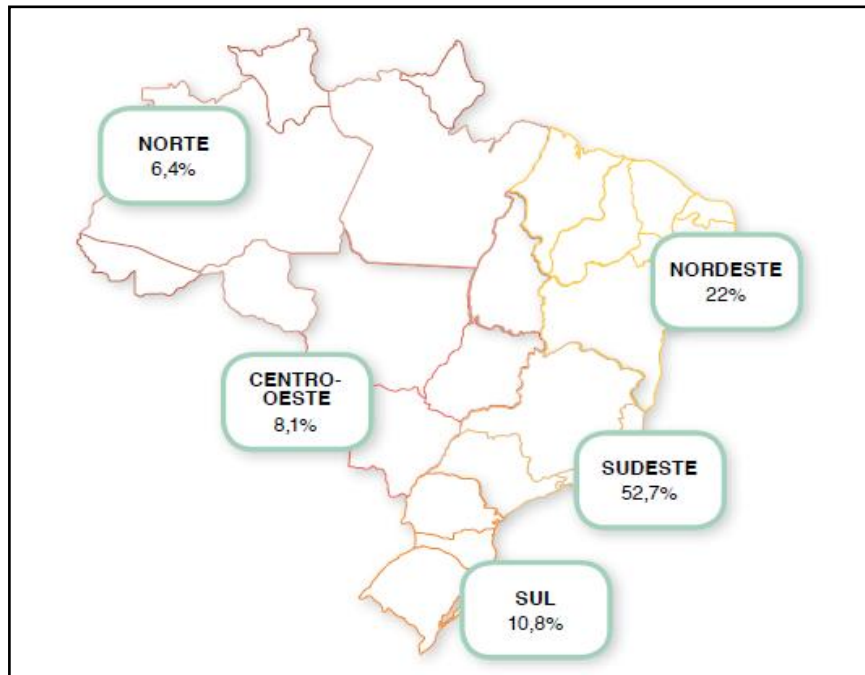 NORTE
6,4%
NORDESTE
22%
CENTRO-
OESTE
8,1%
SUDESTE
52,7%
SUL
10,8%